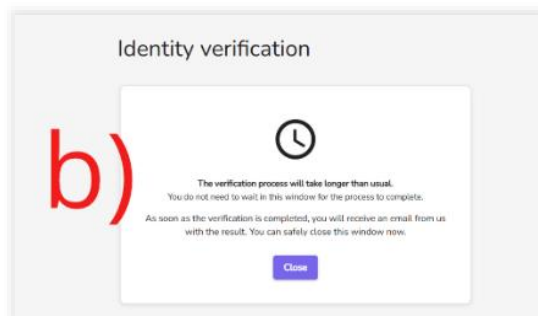 Identity verification
b)
The verification process will take longer than usual.
You do not need to wait in this window for the process to complete.
As soon as the verification is completed, you will receive an email from us
with the result. You can safely close this window now.
Close